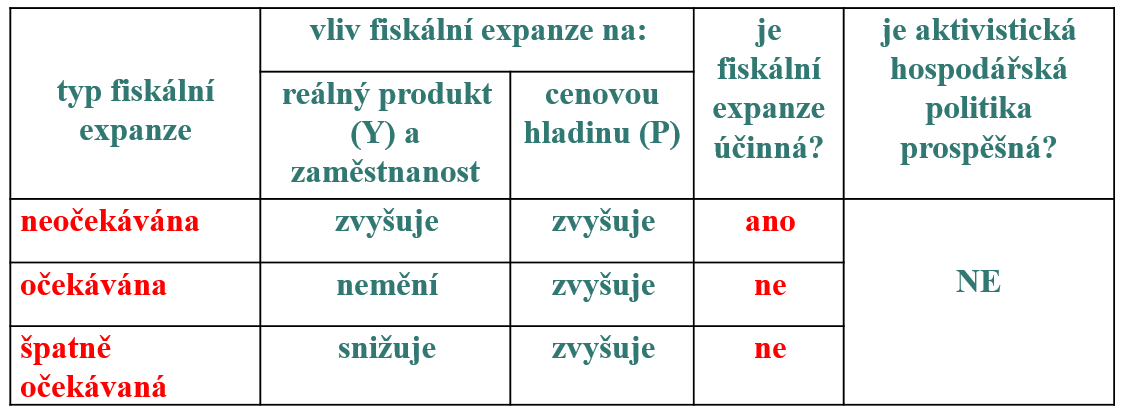 typ fiskální
expanze
vliv fiskální expanze na:
reálný produkt
(Y) a
zaměstnanost
cenovou
hladinu (P)
je
fiskální
expanze
účinná?
je aktivistická
hospodářská
politika
prospěšná?
neočekávána
zvyšuje
zvyšuje
ano
NE
očekávána
nemění
zvyšuje
ne
špatně
očekávaná
snižuje
zvyšuje
ne